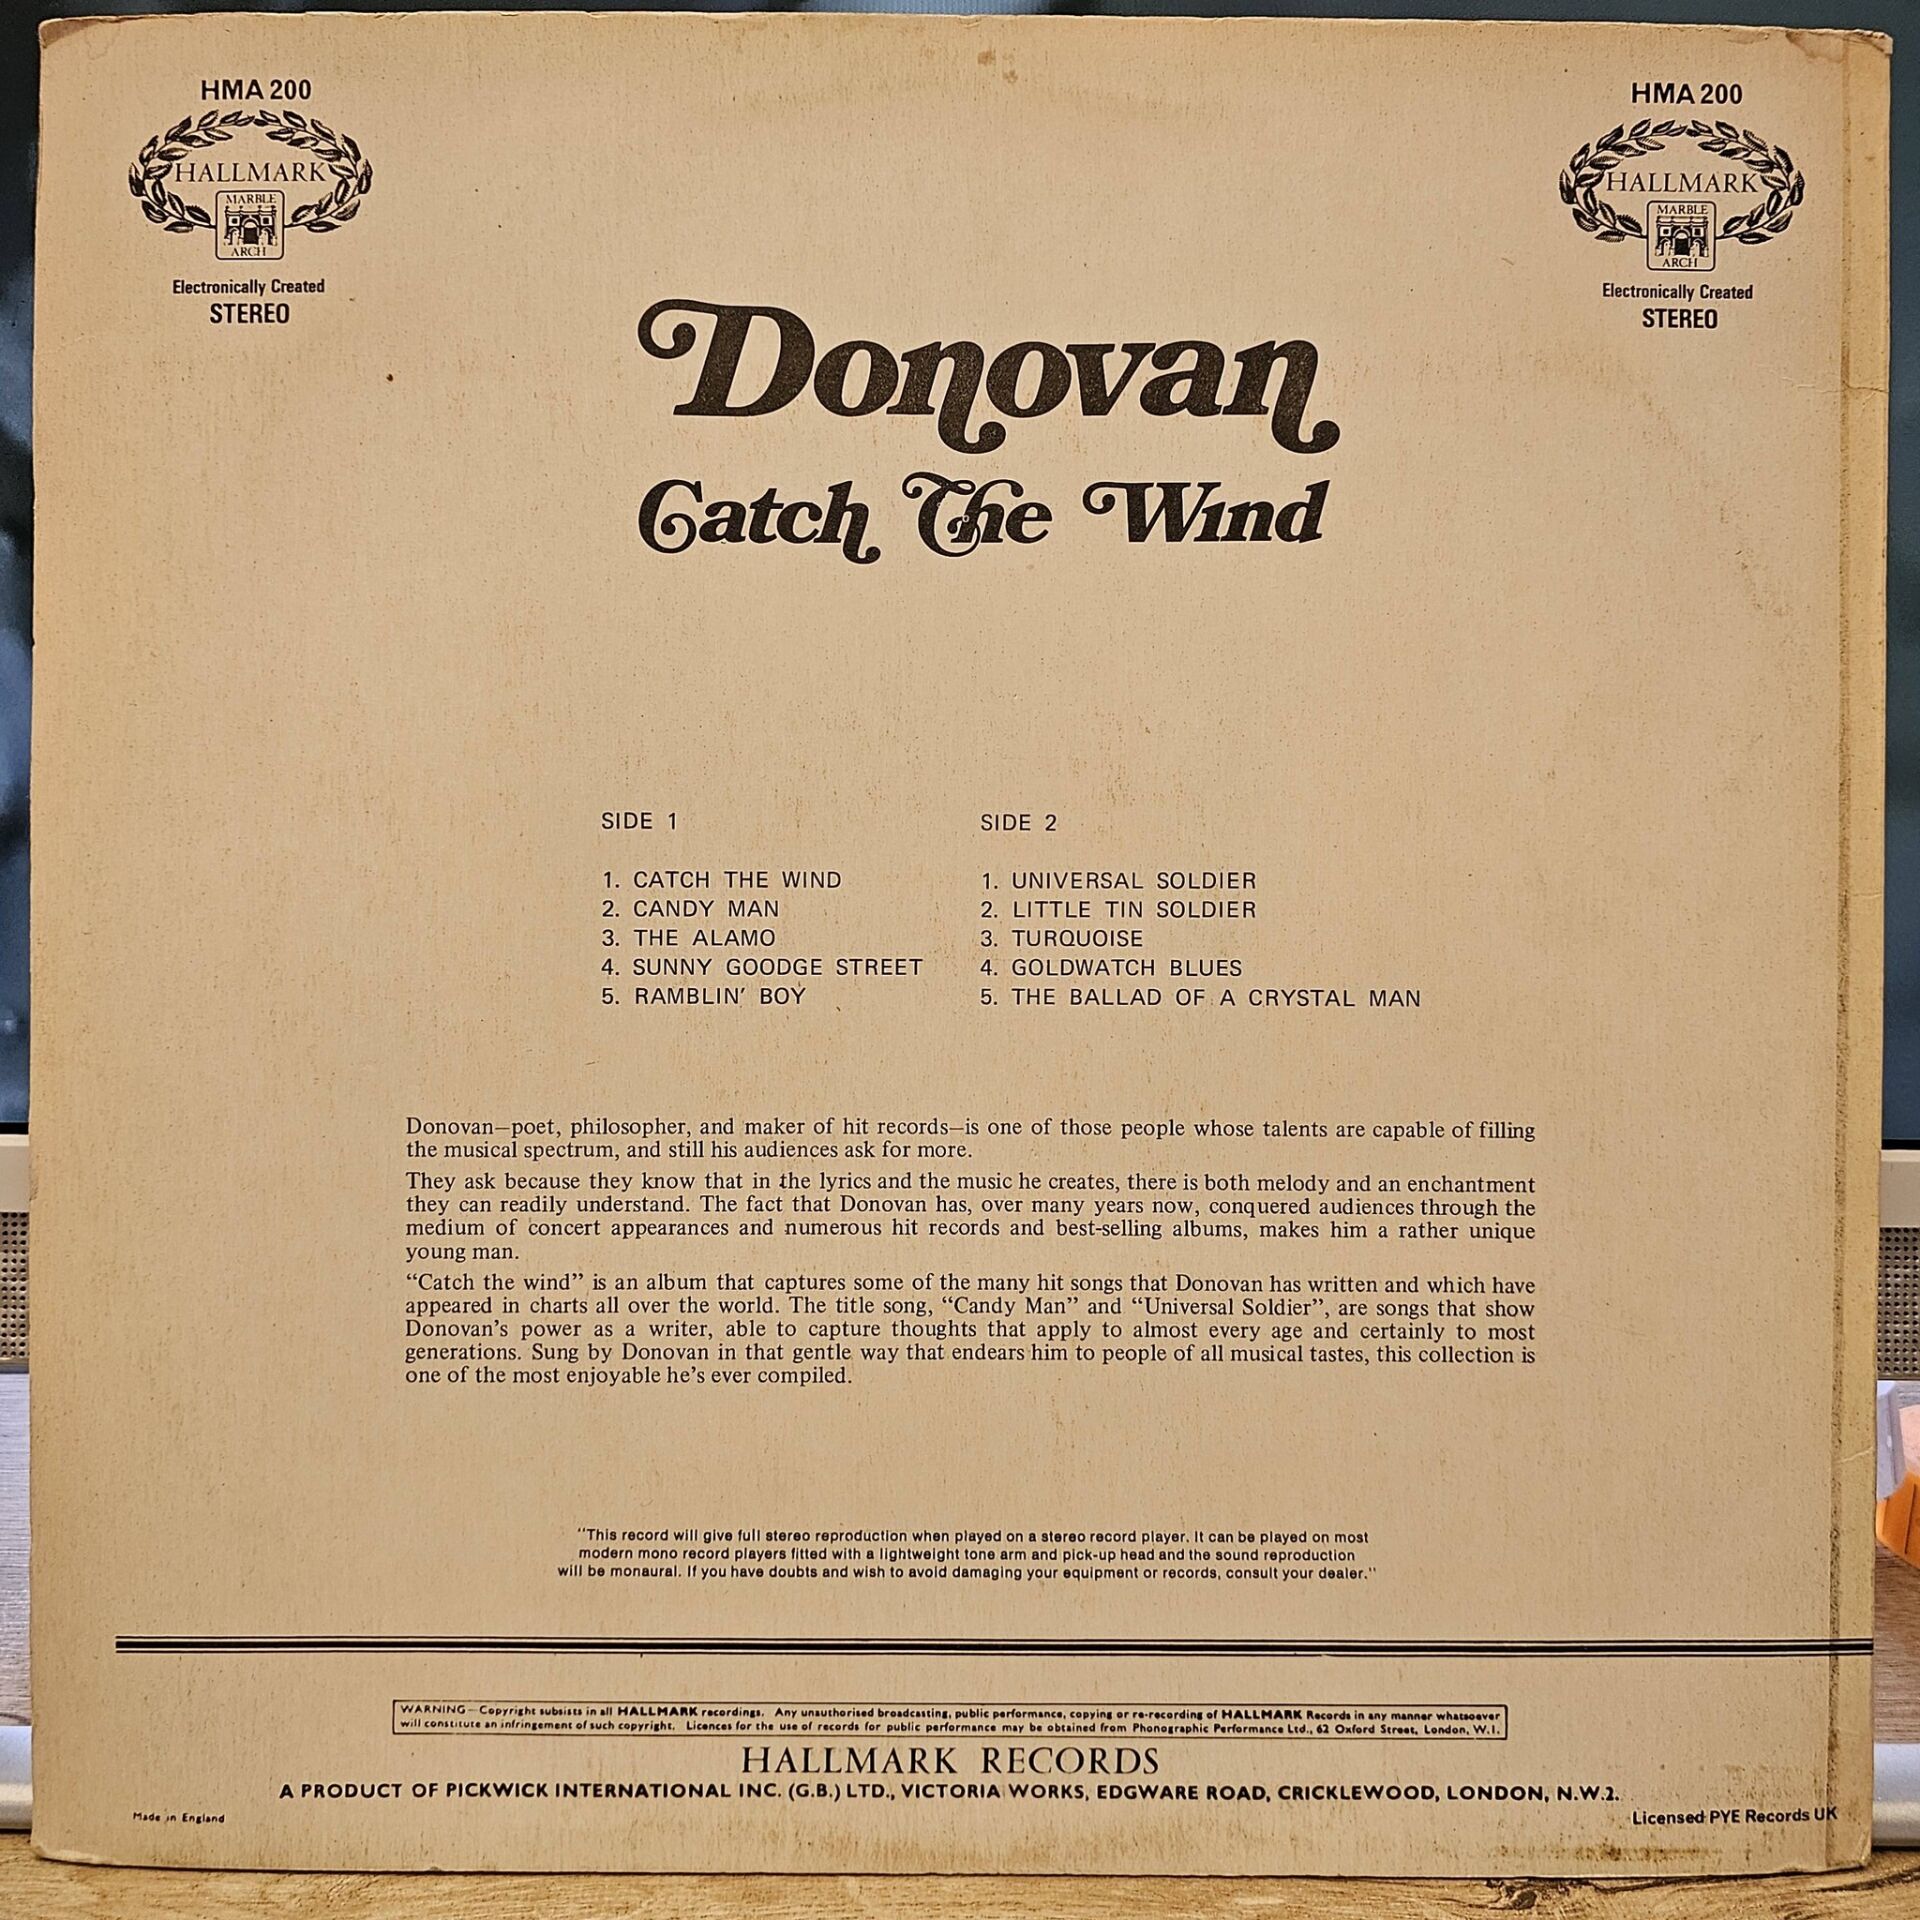 HMA 200
HALLMARK
MARBLE
ARCH
Electronically Created
STEREO
HMA 200
HALLMARK
MARBLE
ARCH
Electronically Created
STEREO
Donovan
Catch The Wind
SIDE 1
1. CATCH THE WIND
2. CANDY MAN
3. THE ALAMO
4. SUNNY GOODGE STREET
5. RAMBLIN' BOY
SIDE 2
1. UNIVERSAL SOLDIER
2. LITTLE TIN SOLDIER
3. TURQUOISE
4. GOLDWATCH BLUES
5. THE BALLAD OF A CRYSTAL MAN
Donovan—poet, philosopher, and maker of hit records—is one of those people whose talents are capable of filling
the musical spectrum, and still his audiences ask for more.
They ask because they know that in the lyrics and the music he creates, there is both melody and an enchantment
they can readily understand. The fact that Donovan has, over many years now, conquered audiences through the
medium of concert appearances and numerous hit records and best-selling albums, makes him a rather unique
young man.
“Catch the wind” is an album that captures some of the many hit songs that Donovan has written and which have
appeared in charts all over the world. The title song, “Candy Man” and “Universal Soldier”, are songs that show
Donovan’s power as a writer, able to capture thoughts that apply to almost every age and certainly to most
generations. Sung by Donovan in that gentle way that endears him to people of all musical tastes, this collection is
one of the most enjoyable he’s ever compiled.
"This record will give full stereo reproduction when played on a stereo record player. It can be played on most
modern mono record players fitted with a lightweight tone arm and pick-up head and the sound reproduction
will be monaural. If you have doubts and wish to avoid damaging your equipment or records, consult your dealer."
WARNING—Copyright subsists in all HALLMARK recordings. Any unauthorised broadcasting, public performance, copying or re-recording of HALLMARK Records in any manner whatsoever
will constitute an infringement of such copyright. Licences for the use of records for public performance may be obtained from Phonographic Performance Ltd., 62 Oxford Street, London, W.1.
HALLMARK RECORDS
A PRODUCT OF PICKWICK INTERNATIONAL INC. (G.B.) LTD., VICTORIA WORKS, EDGWARE ROAD, CRICKLEWOOD, LONDON, N.W.2.
Made in England
Licensed PYE Records UK